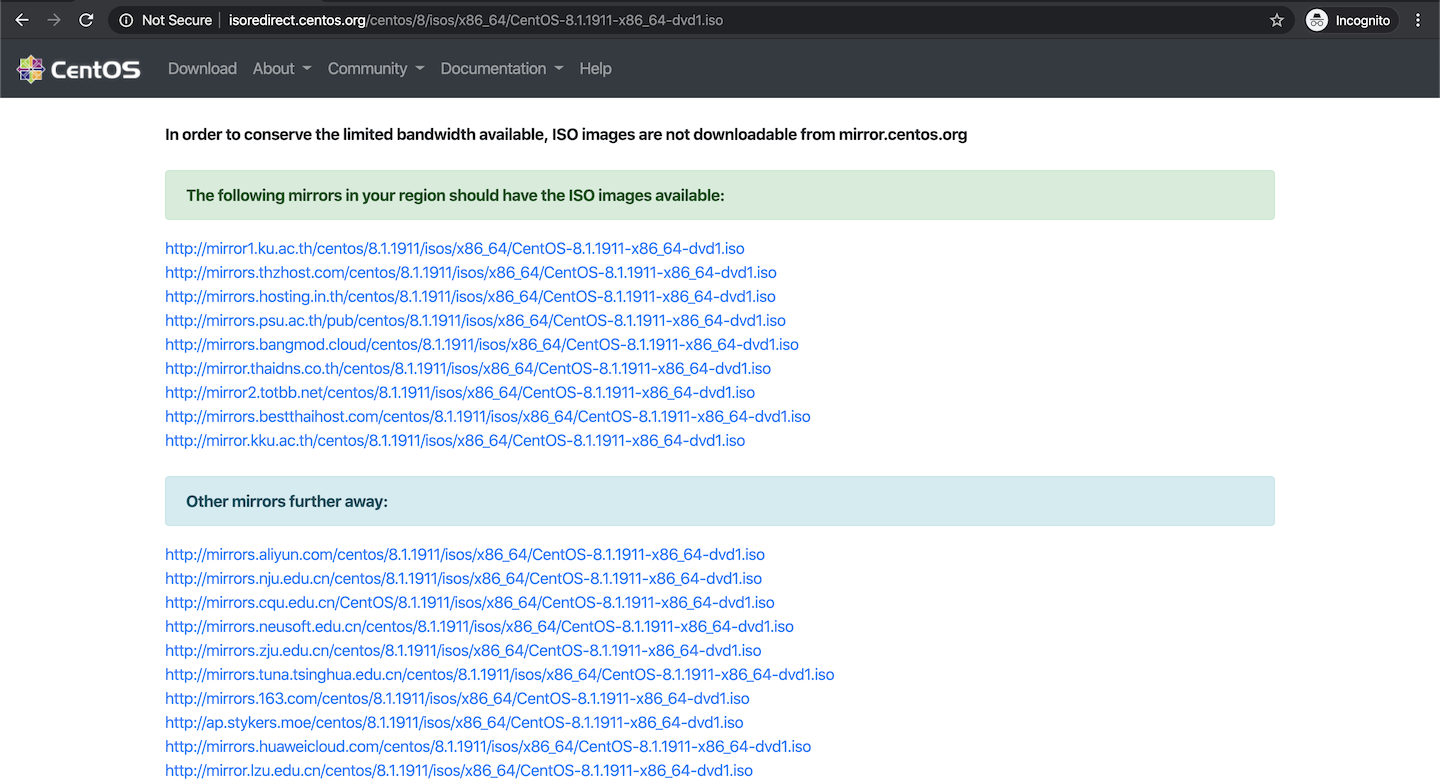 Not Secure | isoredirect.centos.org/centos/8/isos/x86_64/CentOS-8.1.1911-x86_64-dvd1.iso Incognito
CentOS Download About Community Documentation Help
In order to conserve the limited bandwidth available, ISO images are not downloadable from mirror.centos.org
The following mirrors in your region should have the ISO images available:
http://mirror1.ku.ac.th/centos/8.1.1911/isos/x86_64/CentOS-8.1.1911-x86_64-dvd1.iso
http://mirrors.thzhost.com/centos/8.1.1911/isos/x86_64/CentOS-8.1.1911-x86_64-dvd1.iso
http://mirrors.hosting.in.th/centos/8.1.1911/isos/x86_64/CentOS-8.1.1911-x86_64-dvd1.iso
http://mirrors.psu.ac.th/pub/centos/8.1.1911/isos/x86_64/CentOS-8.1.1911-x86_64-dvd1.iso
http://mirrors.bangmod.cloud/centos/8.1.1911/isos/x86_64/CentOS-8.1.1911-x86_64-dvd1.iso
http://mirror.thaidns.co.th/centos/8.1.1911/isos/x86_64/CentOS-8.1.1911-x86_64-dvd1.iso
http://mirror2.totbb.net/centos/8.1.1911/isos/x86_64/CentOS-8.1.1911-x86_64-dvd1.iso
http://mirrors.bestthaihost.com/centos/8.1.1911/isos/x86_64/CentOS-8.1.1911-x86_64-dvd1.iso
http://mirror.kku.ac.th/centos/8.1.1911/isos/x86_64/CentOS-8.1.1911-x86_64-dvd1.iso
Other mirrors further away:
http://mirrors.aliyun.com/centos/8.1.1911/isos/x86_64/CentOS-8.1.1911-x86_64-dvd1.iso
http://mirrors.nju.edu.cn/centos/8.1.1911/isos/x86_64/CentOS-8.1.1911-x86_64-dvd1.iso
http://mirrors.cqu.edu.cn/CentOS/8.1.1911/isos/x86_64/CentOS-8.1.1911-x86_64-dvd1.iso
http://mirrors.neusoft.edu.cn/centos/8.1.1911/isos/x86_64/CentOS-8.1.1911-x86_64-dvd1.iso
http://mirrors.zju.edu.cn/centos/8.1.1911/isos/x86_64/CentOS-8.1.1911-x86_64-dvd1.iso
http://mirrors.tuna.tsinghua.edu.cn/centos/8.1.1911/isos/x86_64/CentOS-8.1.1911-x86_64-dvd1.iso
http://mirrors.163.com/centos/8.1.1911/isos/x86_64/CentOS-8.1.1911-x86_64-dvd1.iso
http://ap.stykers.moe/centos/8.1.1911/isos/x86_64/CentOS-8.1.1911-x86_64-dvd1.iso
http://mirrors.huaweicloud.com/centos/8.1.1911/isos/x86_64/CentOS-8.1.1911-x86_64-dvd1.iso
http://mirror.lzu.edu.cn/centos/8.1.1911/isos/x86_64/CentOS-8.1.1911-x86_64-dvd1.iso